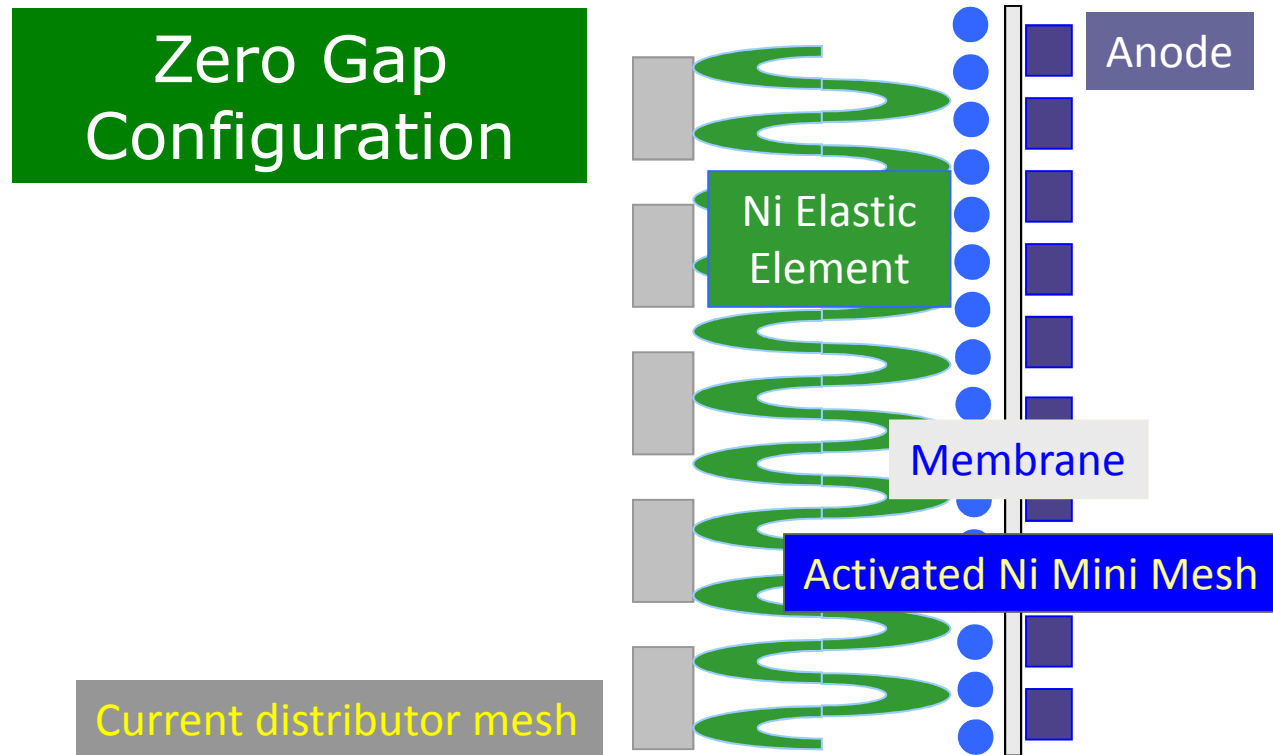 Zero Gap
Configuration
Anode
Ni Elastic
Element
Membrane
Activated Ni Mini Mesh
Current distributor mesh